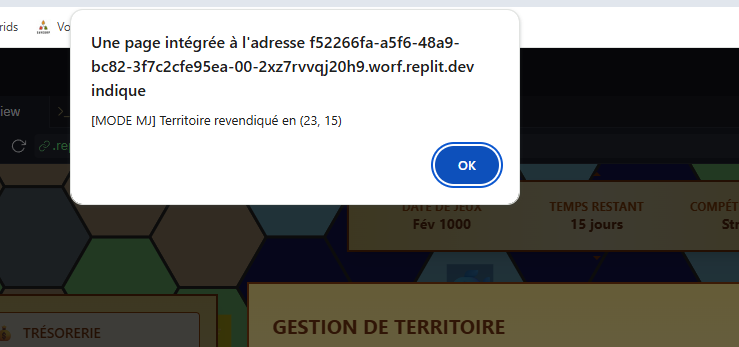 rids
Vo
Une page intégrée à l'adresse f52266fa-a5f6-48a9-
bc82-3f7c2cfe95ea-00-2xz7rvvqj20h9.worf.replit.dev
indique
[MODE MJ] Territoire revendiqué en (23, 15)
OK
iew
.rep
DATE DE JEUX
TEMPS RESTANT
COMPÉT
Fév 1000
15 jours
Str
TRÉSORERIE
GESTION DE TERRITOIRE